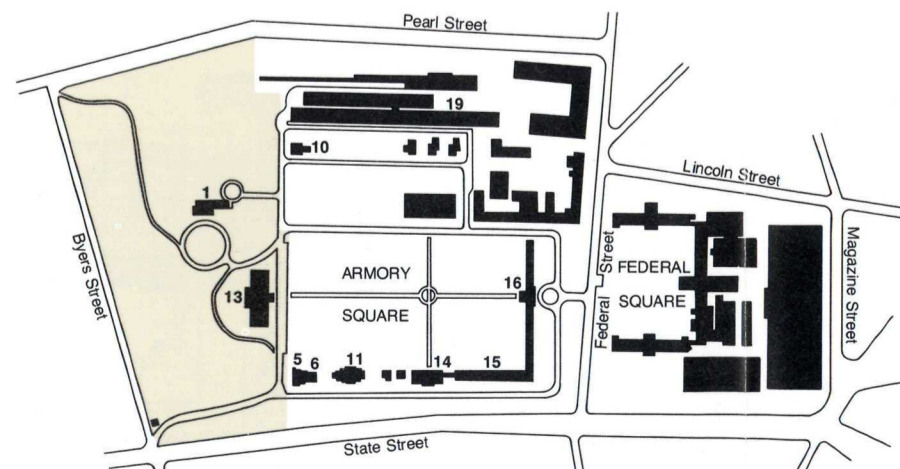 Pearl Street
19
10
Lincoln Street
1
Byers Street
ARMORY
SQUARE
13
16
Federal Street
FEDERAL
SQUARE
Magazine Street
5
6
11
14
15
State Street